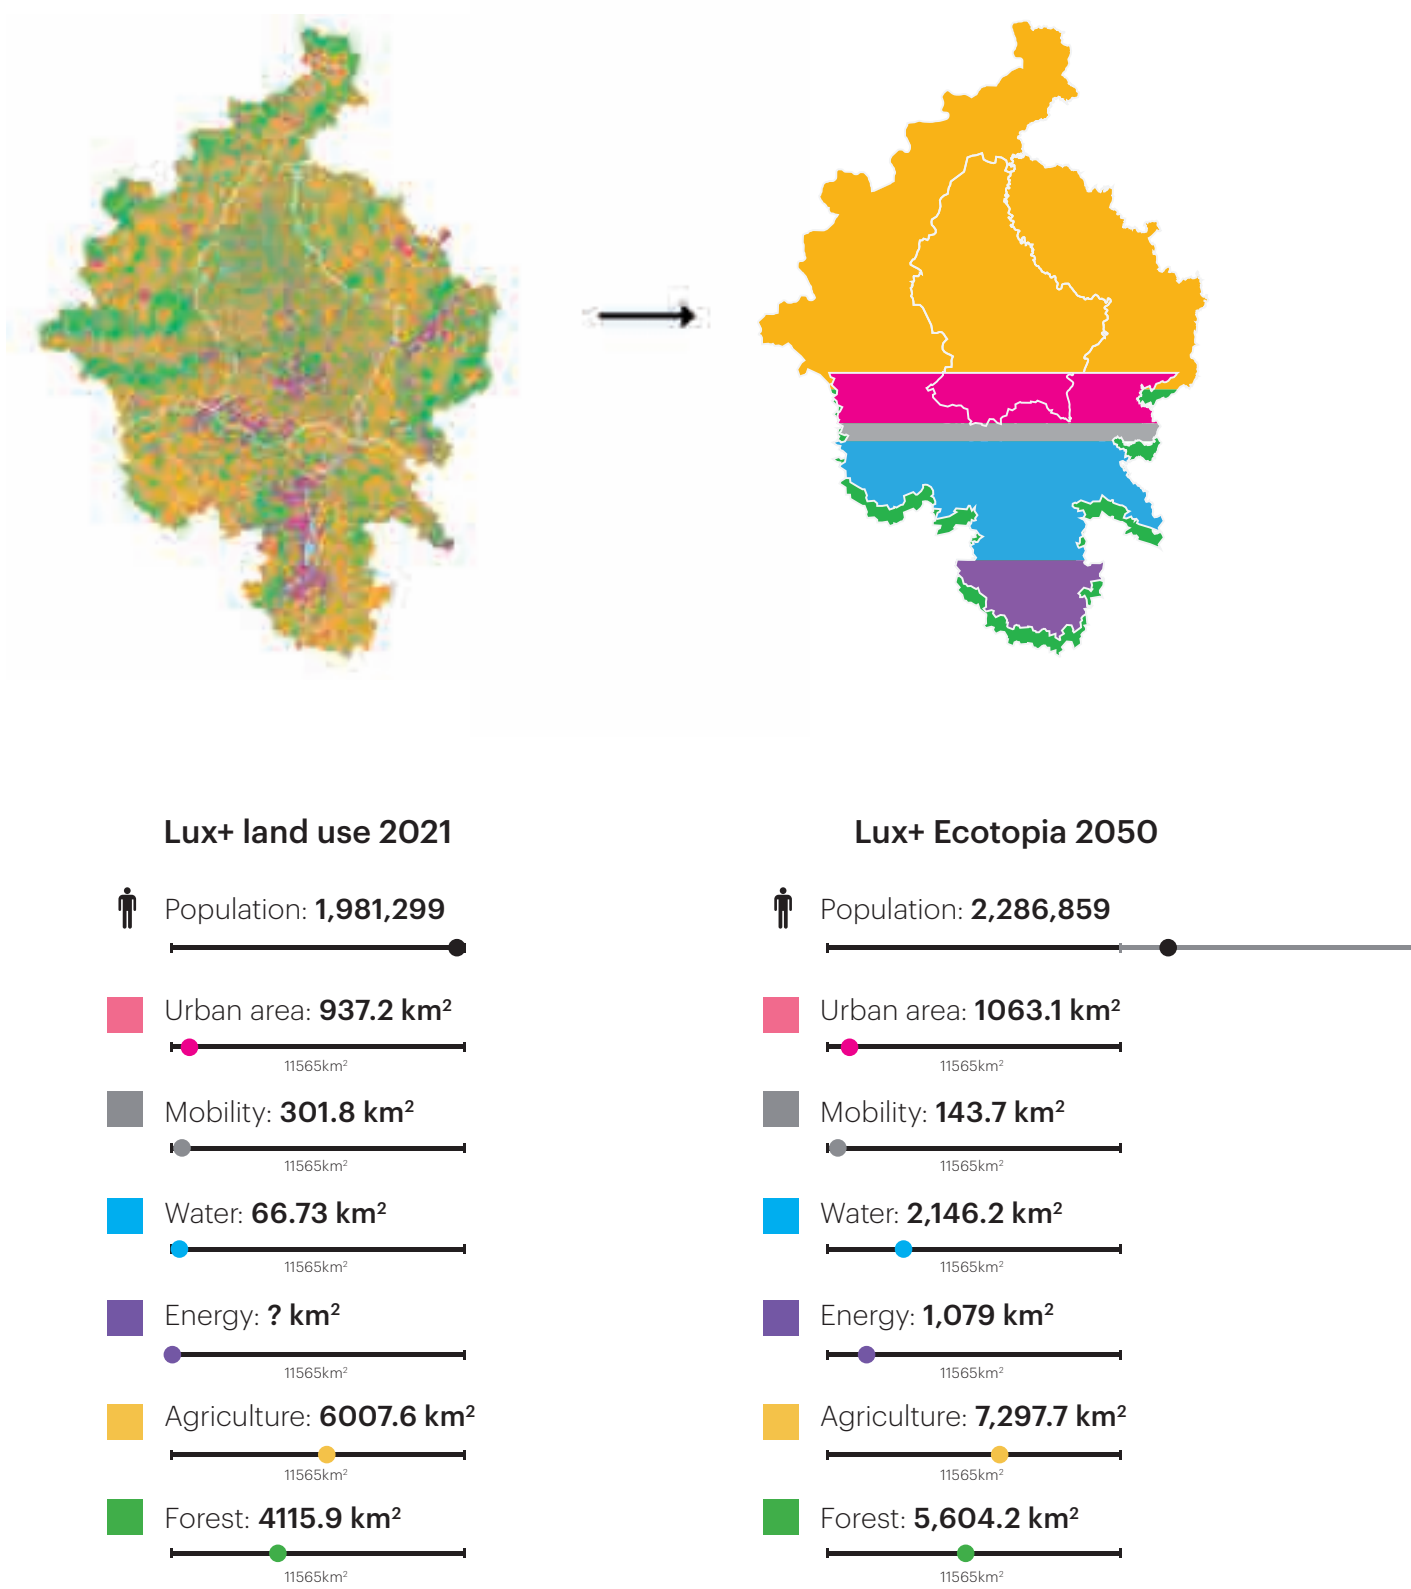 Lux+ land use 2021
Population: 1,981,299
Urban area: 937.2 km²
11565km²
Mobility: 301.8 km²
11565km²
Water: 66.73 km²
11565km²
Energy: ? km²
11565km²
Agriculture: 6007.6 km²
11565km²
Forest: 4115.9 km²
11565km²
Lux+ Ecotopia 2050
Population: 2,286,859
Urban area: 1063.1 km²
11565km²
Mobility: 143.7 km²
11565km²
Water: 2,146.2 km²
11565km²
Energy: 1,079 km²
11565km²
Agriculture: 7,297.7 km²
11565km²
Forest: 5,604.2 km²
11565km²